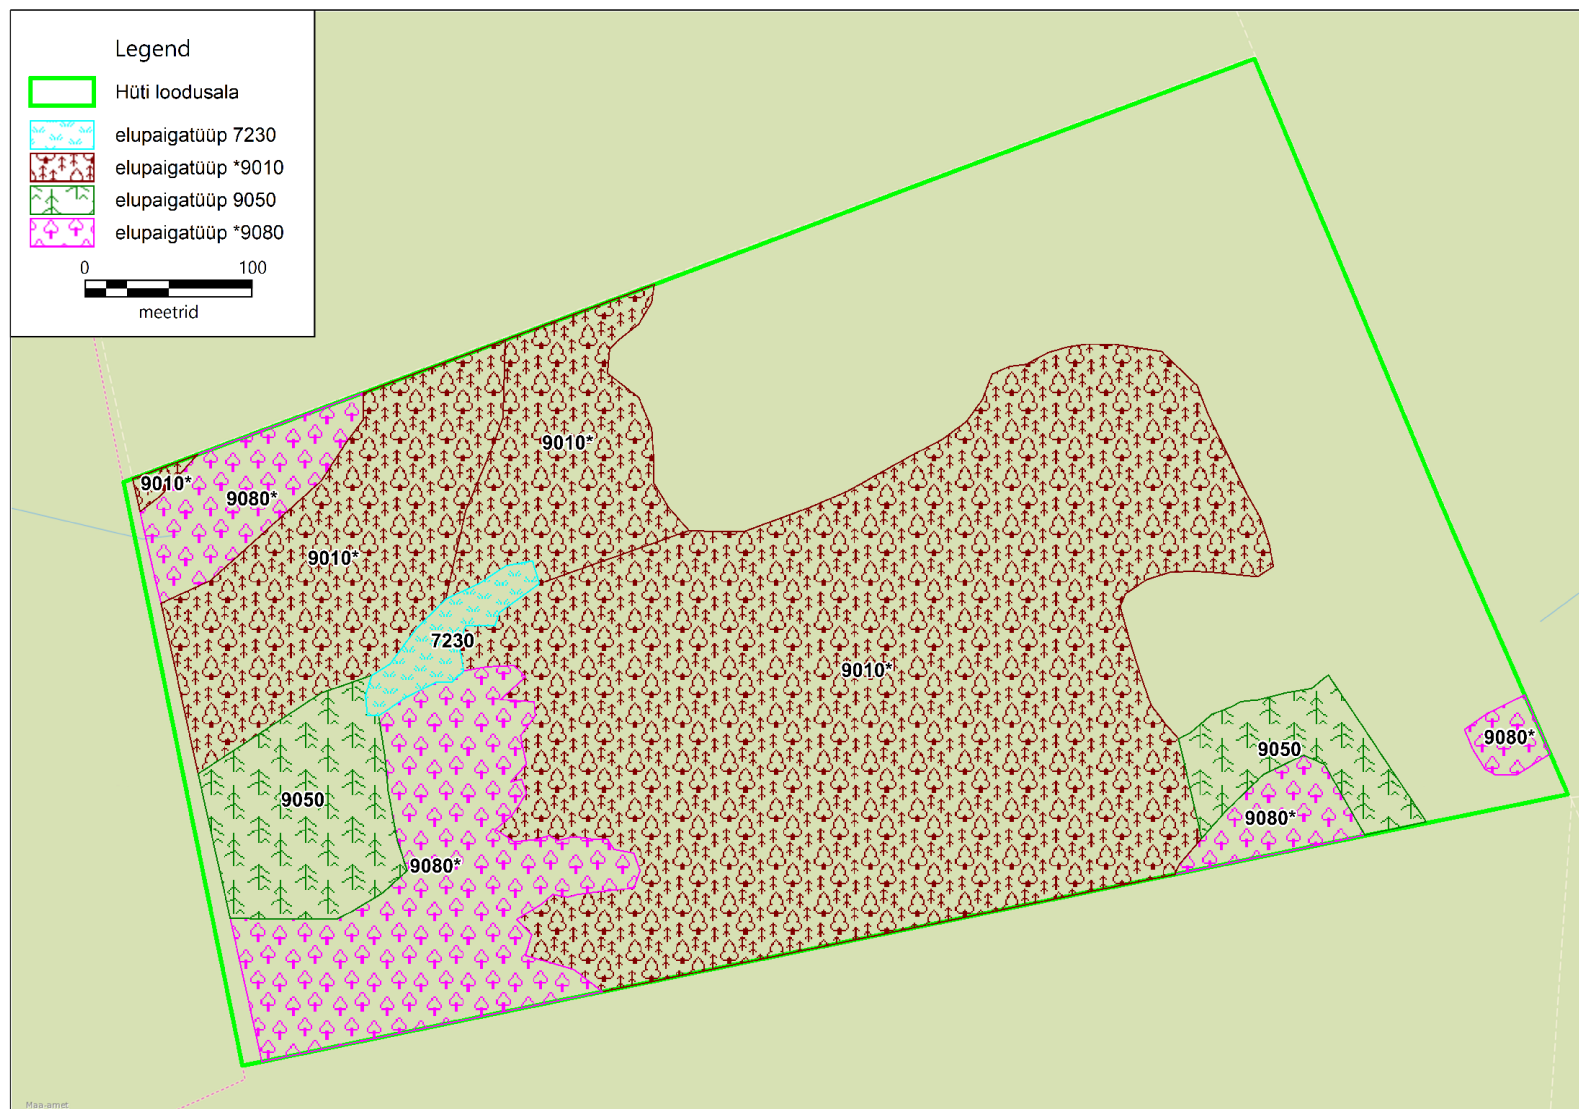 Legend
Hüti loodusala
elupaigatüüp 7230
elupaigatüüp *9010
elupaigatüüp 9050
elupaigatüüp *9080
0 100
meetrid
9010*
9010*
9080*
9010*
7230
9010*
9080*
9050
9050
9080*
9080*
Maa-amet